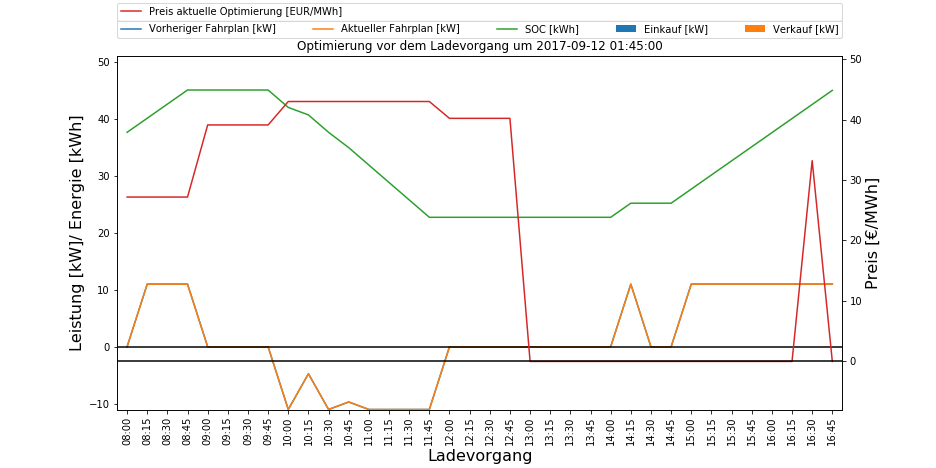 Preis aktuelle Optimierung [EUR/MWh]
Vorheriger Fahrplan [kW] Aktueller Fahrplan [kW] SOC [kWh] Einkauf [kW] Verkauf [kW]
Optimierung vor dem Ladevorgang um 2017-09-12 01:45:00
Leistung [kW]/ Energie [kWh]
50
40
30
20
10
0
−10
Preis [€/MWh]
50
40
30
20
10
0
08:00 08:15 08:30 08:45 09:00 09:15 09:30 09:45 10:00 10:15 10:30 10:45 11:00 11:15 11:30 11:45 12:00 12:15 12:30 12:45 13:00 13:15 13:30 13:45 14:00 14:15 14:30 14:45 15:00 15:15 15:30 15:45 16:00 16:15 16:30 16:45
Ladevorgang